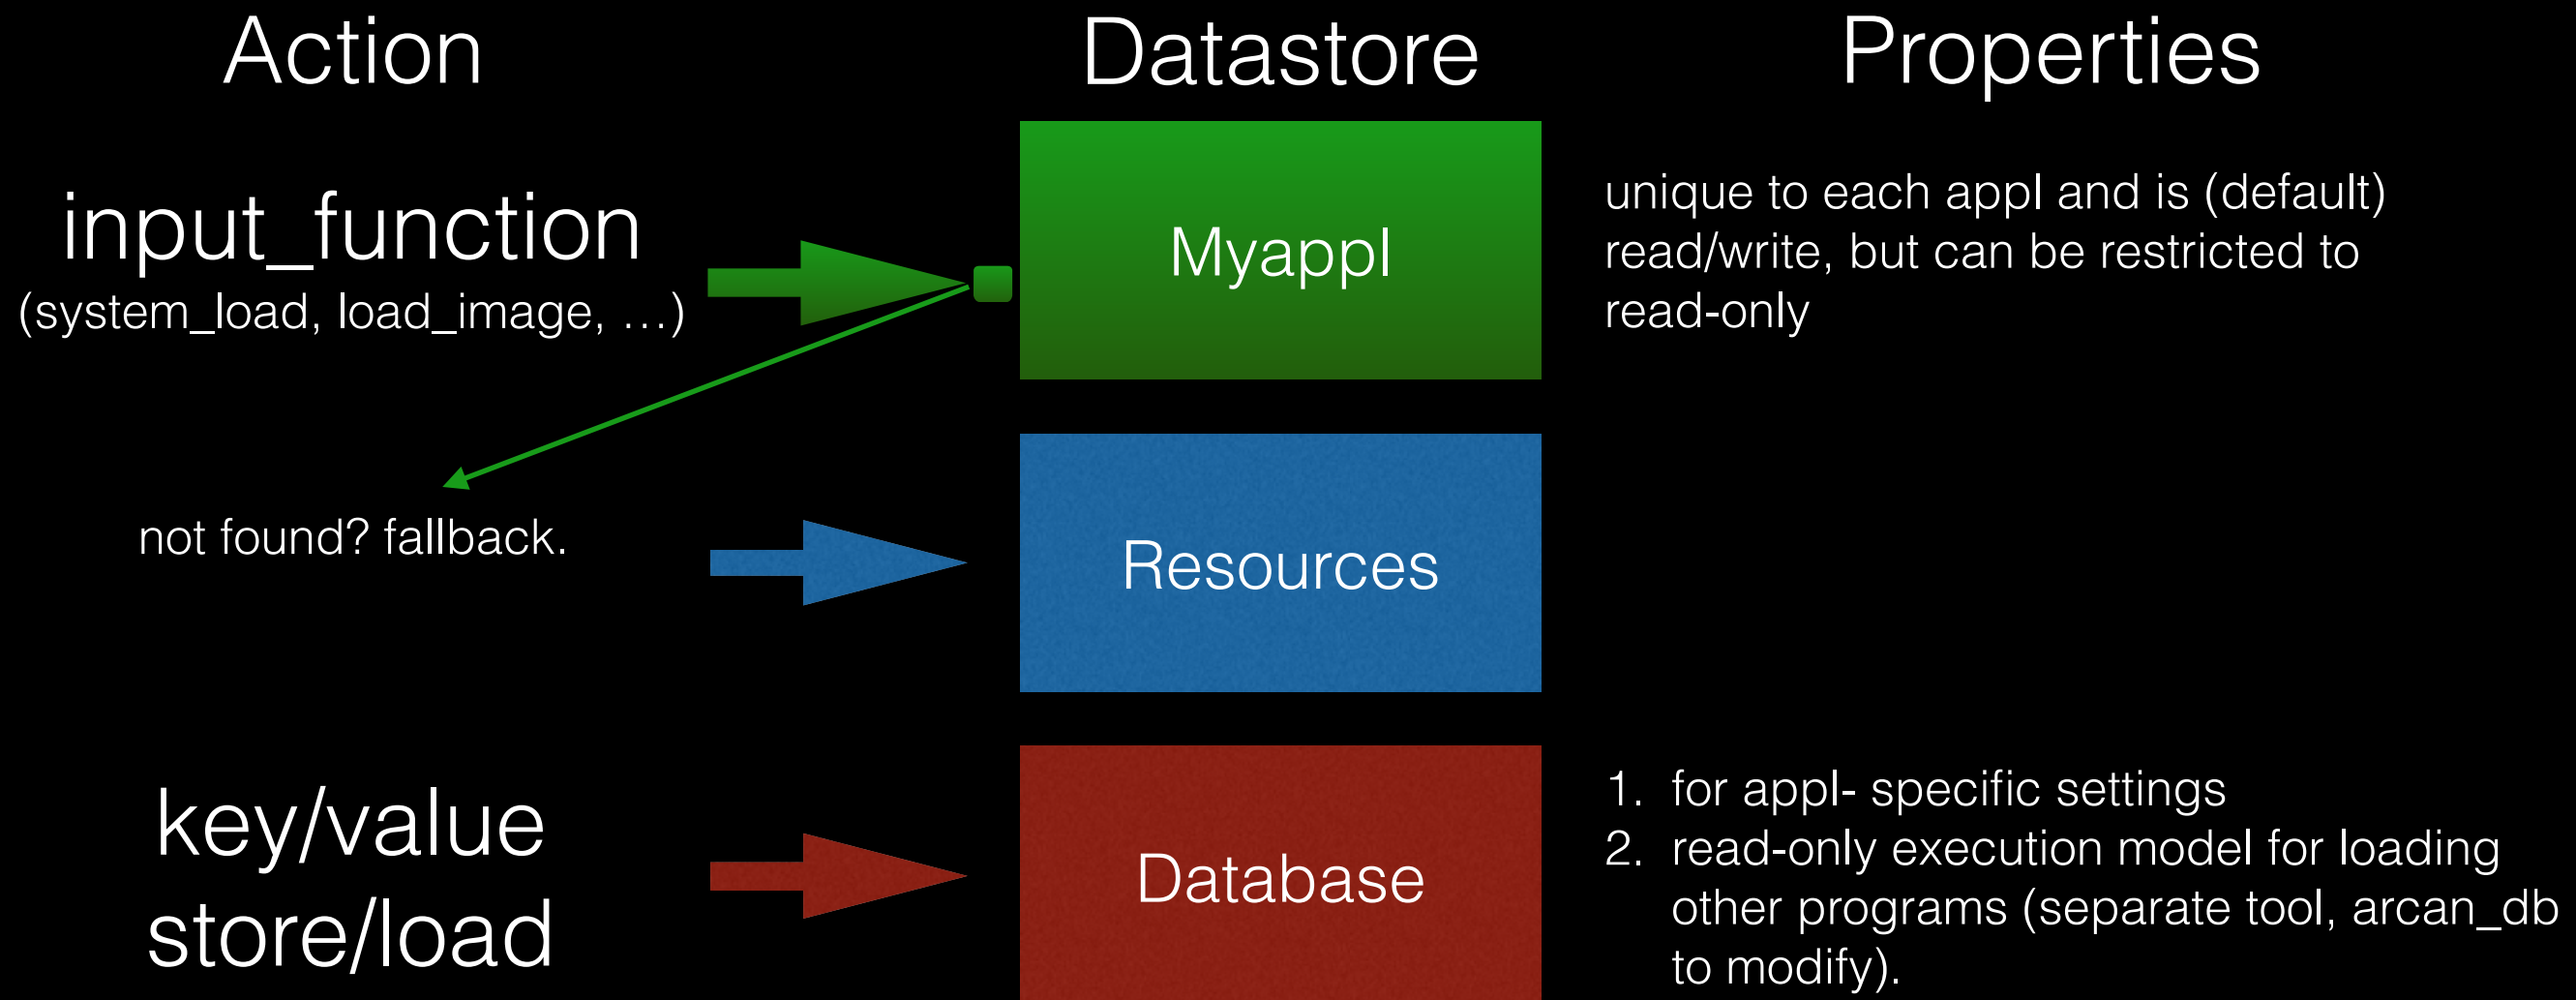 Action
Datastore
Properties
input_function
(system_load, load_image, …)
Myappl
unique to each appl and is (default)
read/write, but can be restricted to
read-only
not found? fallback.
Resources
key/value
store/load
Database
1. for appl- specific settings
2. read-only execution model for loading
other programs (separate tool, arcan_db
to modify).